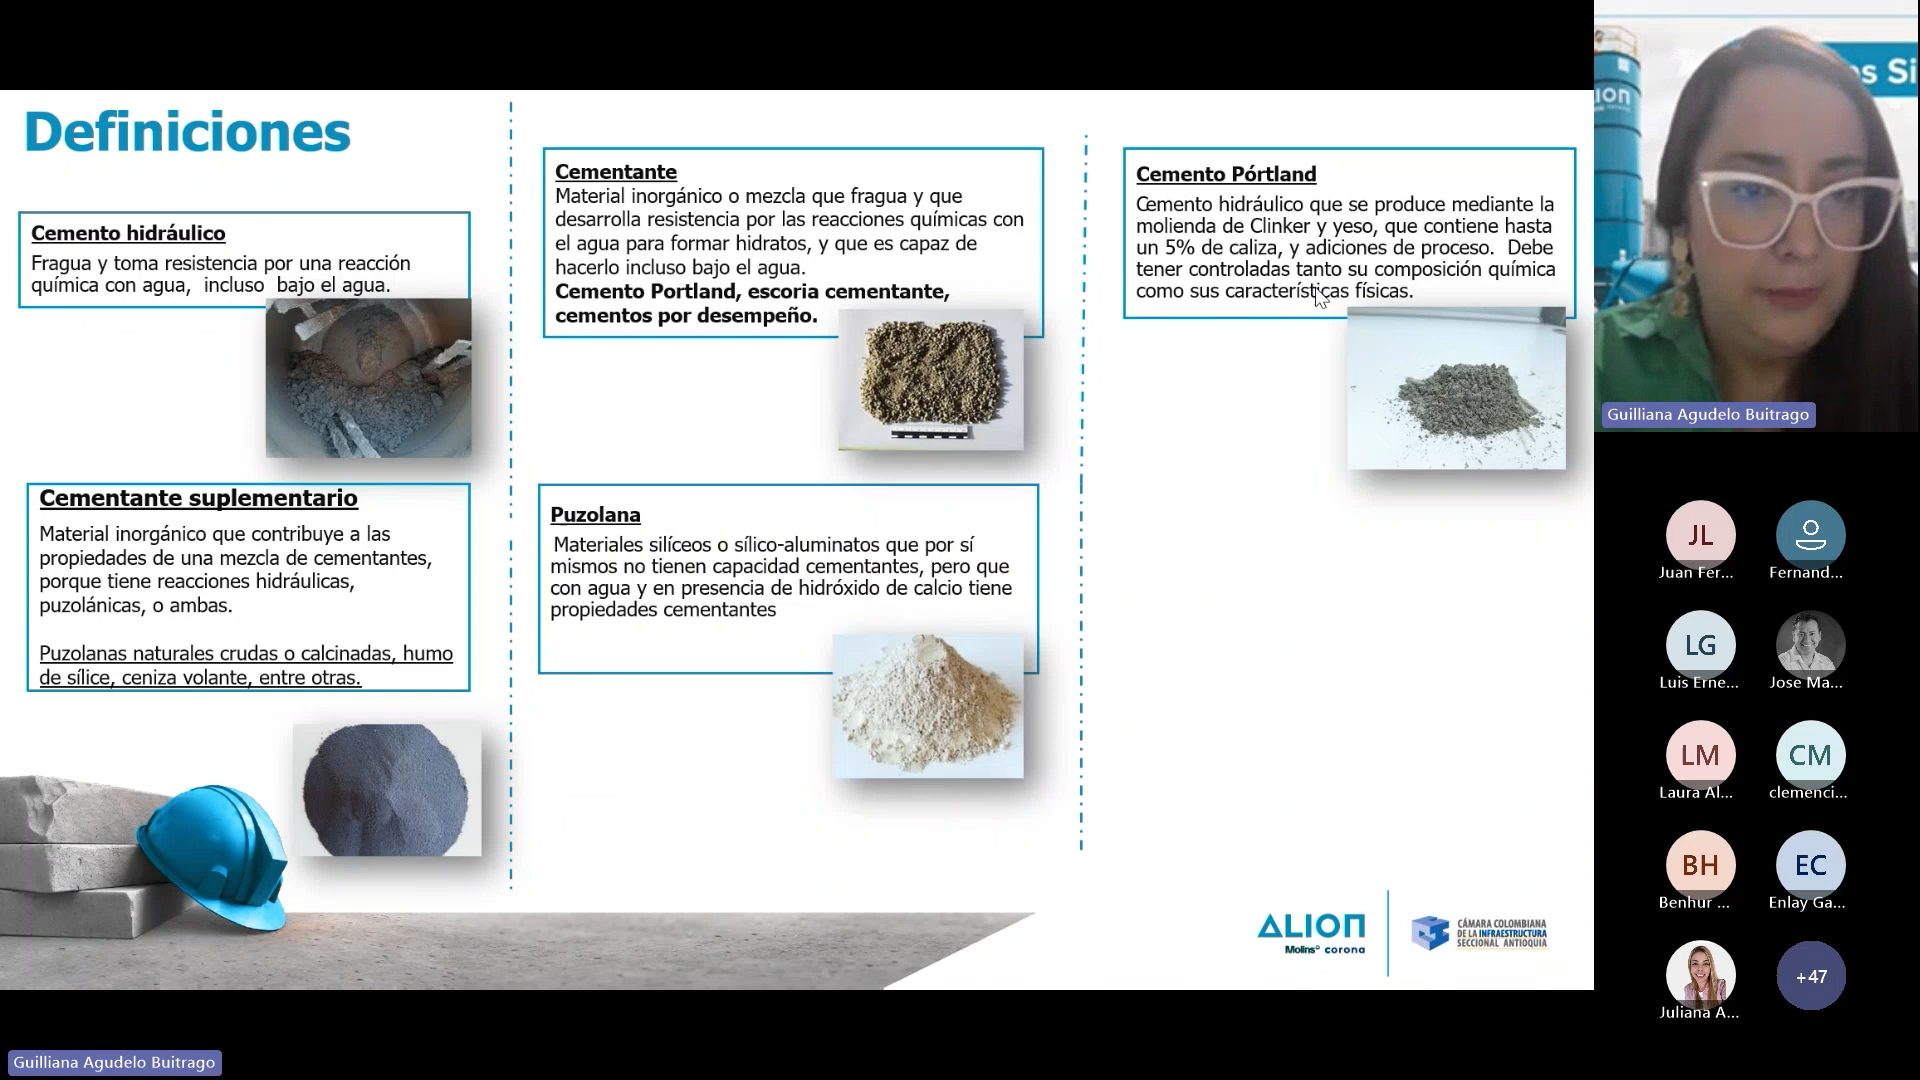 Definiciones
Cemento hidráulico
Fragua y toma resistencia por una reacción
química con agua, incluso bajo el agua.
Cementante suplementario
Material inorgánico que contribuye a las
propiedades de una mezcla de cementantes,
porque tiene reacciones hidráulicas,
puzolánicas, o ambas.
Puzolanas naturales crudas o calcinadas, humo
de sílice, ceniza volante, entre otras.
Cementante
Material inorgánico o mezcla que fragua y que
desarrolla resistencia por las reacciones químicas con
el agua para formar hidratos, y que es capaz de
hacerlo incluso bajo el agua.
Cemento Portland, escoria cementante,
cementos por desempeño.
Puzolana
Materiales silíceos o sílico-aluminatos que por sí
mismos no tienen capacidad cementantes, pero que
con agua y en presencia de hidróxido de calcio tiene
propiedades cementantes
Cemento Pórtland
Cemento hidráulico que se produce mediante la
molienda de Clinker y yeso, que contiene hasta
un 5% de caliza, y adiciones de proceso. Debe
tener controladas tanto su composición química
como sus características físicas.
ALION
Molins corona
CÁMARA COLOMBIANA
DE LA INFRAESTRUCTURA
SECCIONAL ANTIOQUIA
os Si
ION
Guilliana Agudelo Buitrago
JL
Juan Fer...
Fernand...
LG
Luis Erne...
Jose Ma...
LM
Laura Al...
CM
clemenci...
BH
Benhur ...
EC
Enlay Ga...
Juliana A...
+47
Guilliana Agudelo Buitrago